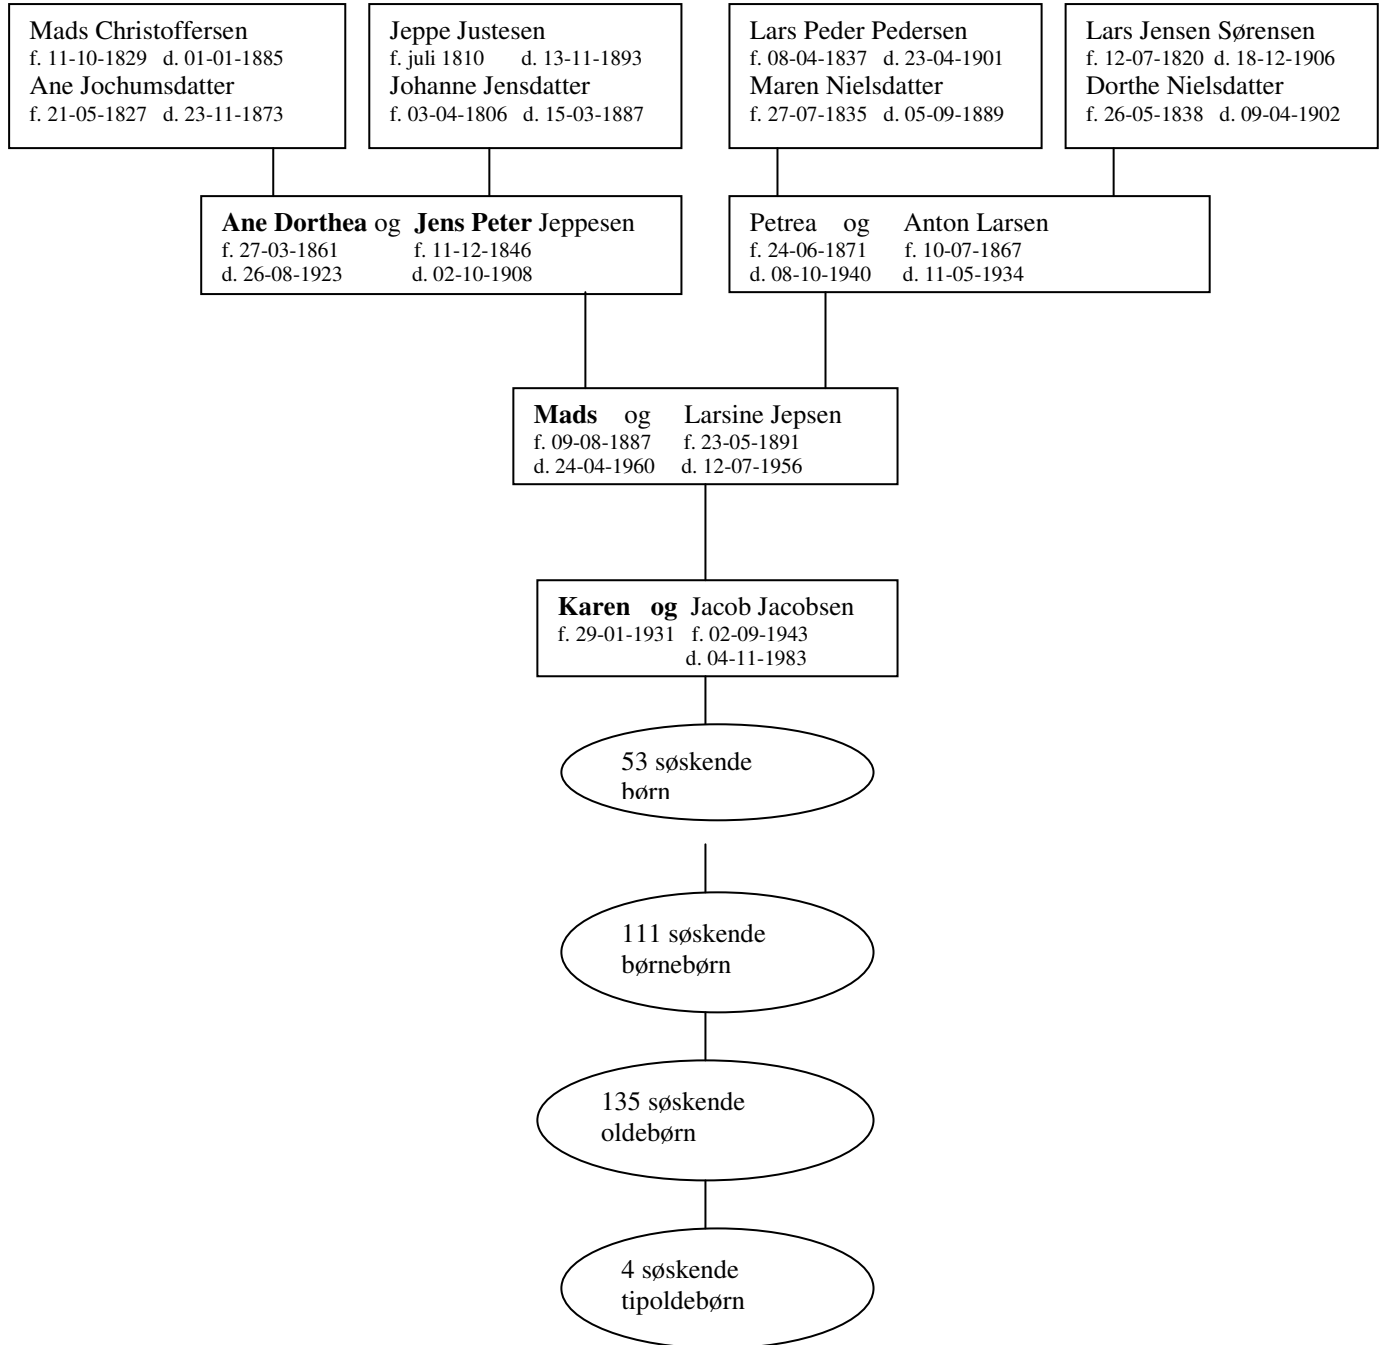 Mads Christoffersen
f. 11-10-1829 d. 01-01-1885
Ane Jochumsdatter
f. 21-05-1827 d. 23-11-1873
Jeppe Justesen
f. juli 1810 d. 13-11-1893
Johanne Jensdatter
f. 03-04-1806 d. 15-03-1887
Lars Peder Pedersen
f. 08-04-1837 d. 23-04-1901
Maren Nielsdatter
f. 27-07-1835 d. 05-09-1889
Lars Jensen Sørensen
f. 12-07-1820 d. 18-12-1906
Dorthe Nielsdatter
f. 26-05-1838 d. 09-04-1902
Ane Dorthea og Jens Peter Jeppesen
f. 27-03-1861 f. 11-12-1846
d. 26-08-1923 d. 02-10-1908
Petrea og Anton Larsen
f. 24-06-1871 f. 10-07-1867
d. 08-10-1940 d. 11-05-1934
Mads og Larsine Jepsen
f. 09-08-1887 f. 23-05-1891
d. 24-04-1960 d. 12-07-1956
Karen og Jacob Jacobsen
f. 29-01-1931 f. 02-09-1943
d. 04-11-1983
53 søskende
børn
111 søskende
børnebørn
135 søskende
oldebørn
4 søskende
tipoldebørn